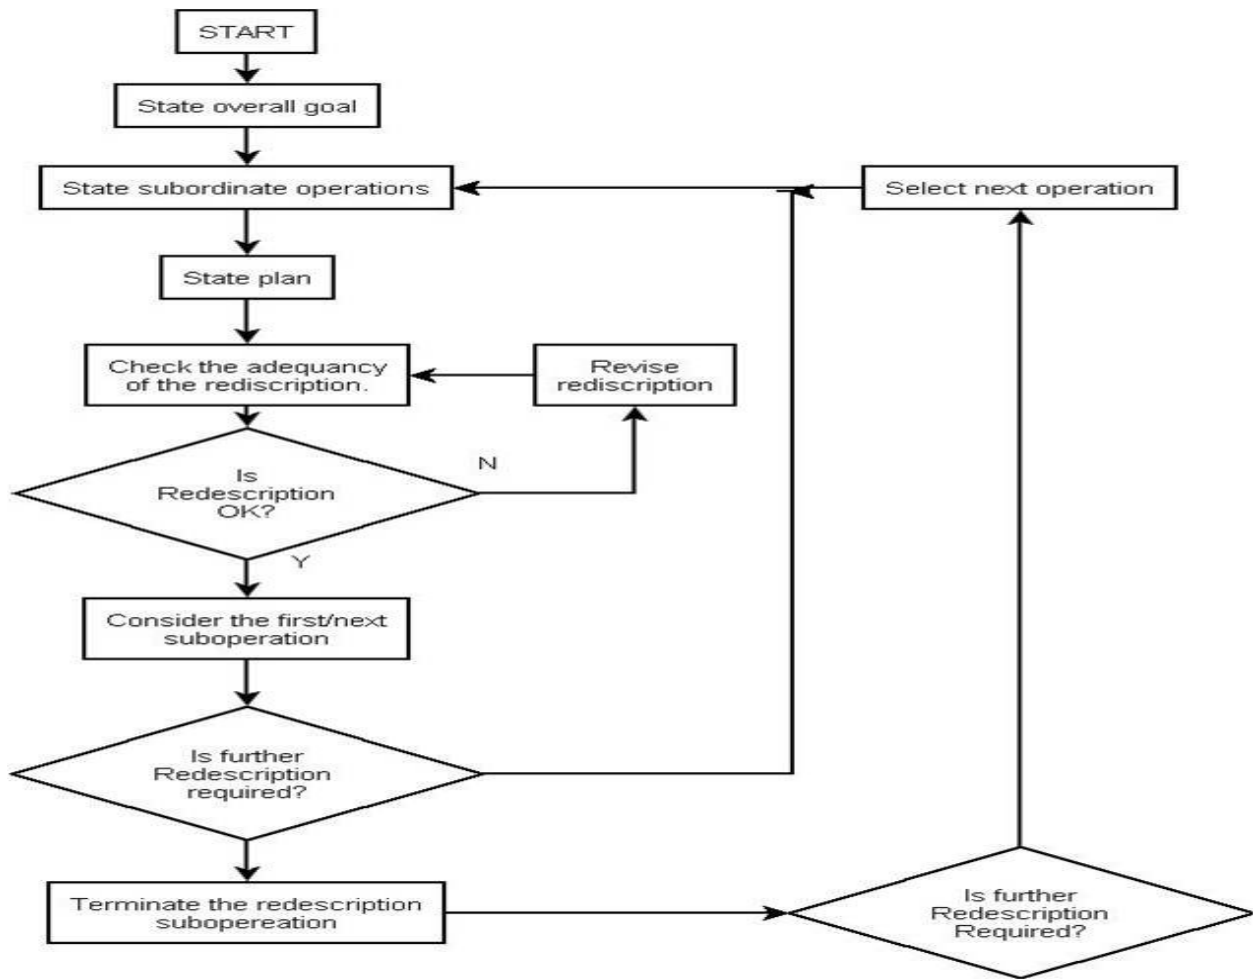 START
State overall goal
State subordinate operations
Select next operation
State plan
Check the adequancy
of the rediscription.
Revise
rediscription
N
Is
Redescription
OK?
Y
Consider the first/next
suboperation
Is further
Redescription
required?
Terminate the redescription
subopereation
Is further
Redescription
Required?